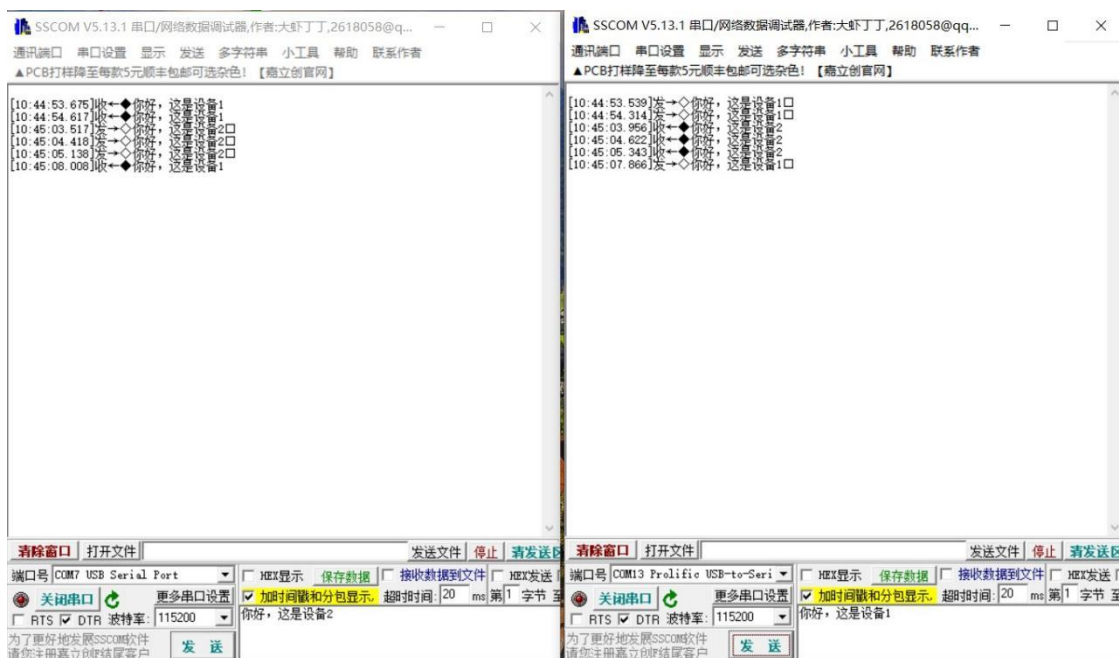 SSCOM V5.13.1 串口/网络数据调试器,作者:大虾丁丁,2618058@qq...
通讯端口 串口设置 显示 发送 多字符串 小工具 帮助 联系作者
▲PCB打样降至每款5元顺丰包邮可选杂色!【嘉立创官网】
[10:44:53.675]收←◆你好，这是设备1
[10:44:54.617]收←◆你好，这是设备1
[10:45:03.517]发→◇你好，这是设备2□
[10:45:04.418]发→◇你好，这是设备2□
[10:45:05.138]发→◇你好，这是设备2□
[10:45:08.008]收←◆你好，这是设备1
清除窗口 打开文件 发送文件 停止 清发送区
端口号 COM7 USB Serial Port HEX显示 保存数据 接收数据到文件 HEX发送
关闭串口 更多串口设置 加时间戳和分包显示. 超时时间: 20 ms 第1 字节 至
RTS DTR 波特率: 115200 你好，这是设备2
为了更好地发展SSCOM软件
请您注册嘉立创F结尾客户
发 送
SSCOM V5.13.1 串口/网络数据调试器,作者:大虾丁丁,2618058@qq...
通讯端口 串口设置 显示 发送 多字符串 小工具 帮助 联系作者
▲PCB打样降至每款5元顺丰包邮可选杂色!【嘉立创官网】
[10:44:53.539]发→◇你好，这是设备1□
[10:44:54.314]发→◇你好，这是设备1□
[10:45:03.956]收←◆你好，这是设备2
[10:45:04.622]收←◆你好，这是设备2
[10:45:05.343]收←◆你好，这是设备2
[10:45:07.866]发→◇你好，这是设备1□
清除窗口 打开文件 发送文件 停止 清发送区
端口号 COM13 Prolific USB-to-Seri HEX显示 保存数据 接收数据到文件 HEX发送
关闭串口 更多串口设置 加时间戳和分包显示. 超时时间: 20 ms 第1 字节 至
RTS DTR 波特率: 115200 你好，这是设备1
为了更好地发展SSCOM软件
请您注册嘉立创F结尾客户
发 送